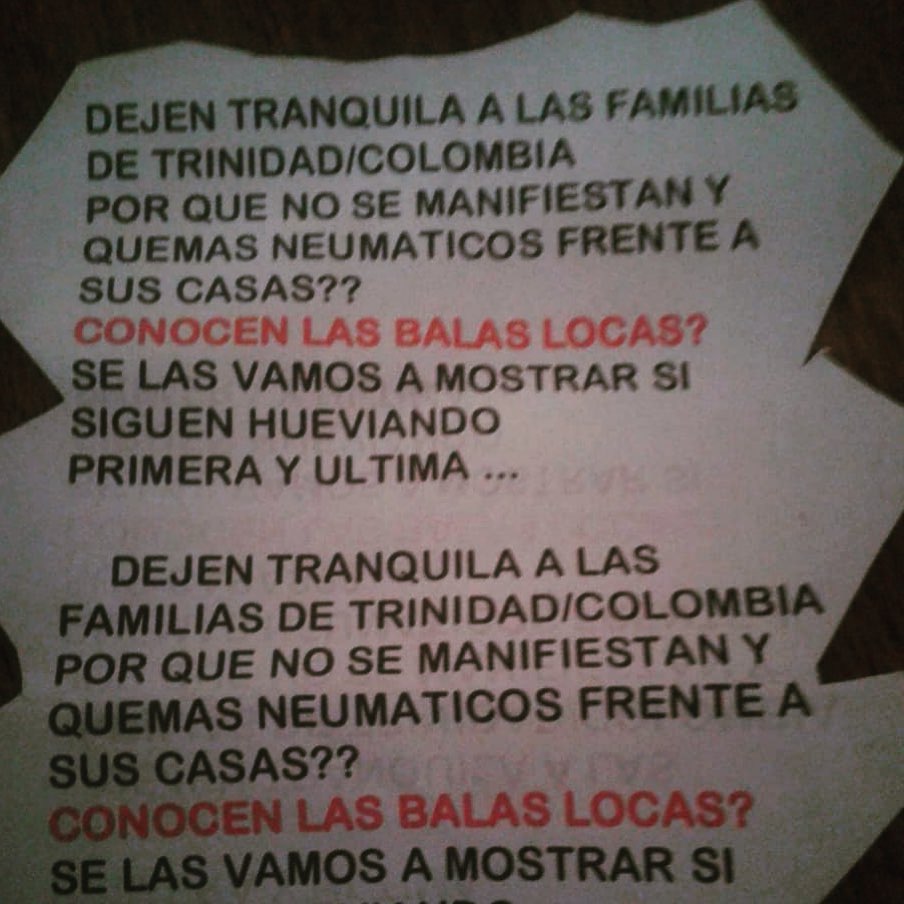 DEJEN TRANQUILA A LAS FAMILIAS
DE TRINIDAD/COLOMBIA
POR QUE NO SE MANIFIESTAN Y
QUEMAS NEUMATICOS FRENTE A
SUS CASAS??
CONOCEN LAS BALAS LOCAS?
SE LAS VAMOS A MOSTRAR SI
SIGUEN HUEVIANDO
PRIMERA Y ULTIMA ...
DEJEN TRANQUILA A LAS
FAMILIAS DE TRINIDAD/COLOMBIA
POR QUE NO SE MANIFIESTAN Y
QUEMAS NEUMATICOS FRENTE A
SUS CASAS??
CONOCEN LAS BALAS LOCAS?
SE LAS VAMOS A MOSTRAR SI